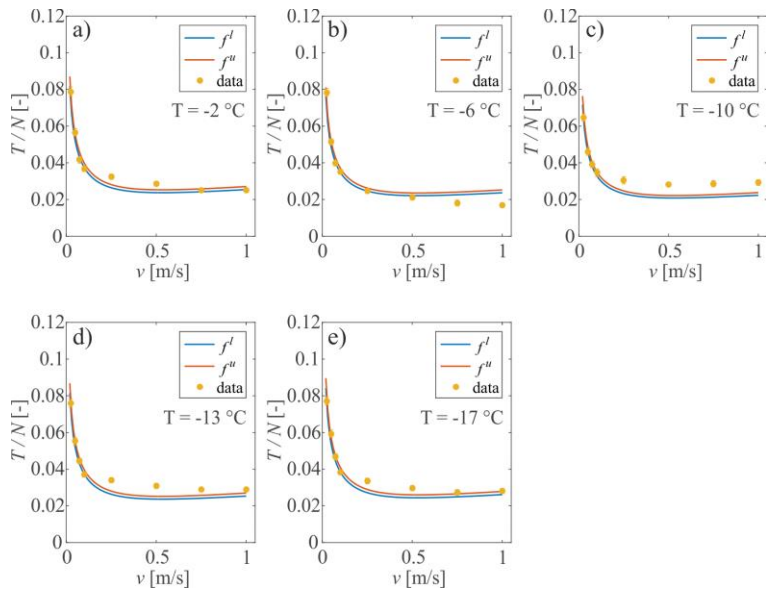 a)
0.12
0.1
0.08
0.06
0.04
0.02
0
T / N [-]
f^l
f^u
data
T = -2 °C
0
0.5
1
v [m/s]
b)
0.12
0.1
0.08
0.06
0.04
0.02
0
T / N [-]
f^l
f^u
data
T = -6 °C
0
0.5
1
v [m/s]
c)
0.12
0.1
0.08
0.06
0.04
0.02
0
T / N [-]
f^l
f^u
data
T = -10 °C
0
0.5
1
v [m/s]
d)
0.12
0.1
0.08
0.06
0.04
0.02
0
T / N [-]
f^l
f^u
data
T = -13 °C
0
0.5
1
v [m/s]
e)
0.12
0.1
0.08
0.06
0.04
0.02
0
T / N [-]
f^l
f^u
data
T = -17 °C
0
0.5
1
v [m/s]